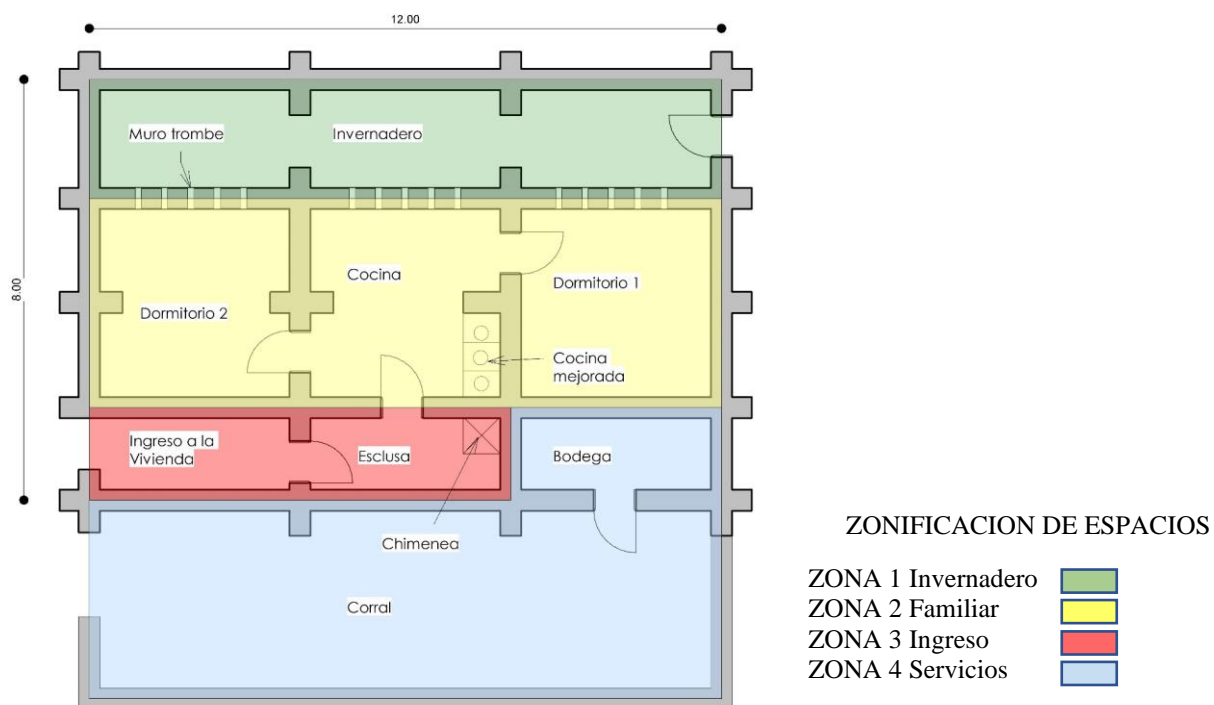 12.00
8.00
Muro trombe
Invernadero
Cocina
Dormitorio 1
Dormitorio 2
Cocina
mejorada
Ingreso a la
Vivienda
Esclusa
Bodega
Chimenea
Corral
ZONIFICACION DE ESPACIOS
ZONA 1 Invernadero
ZONA 2 Familiar
ZONA 3 Ingreso
ZONA 4 Servicios